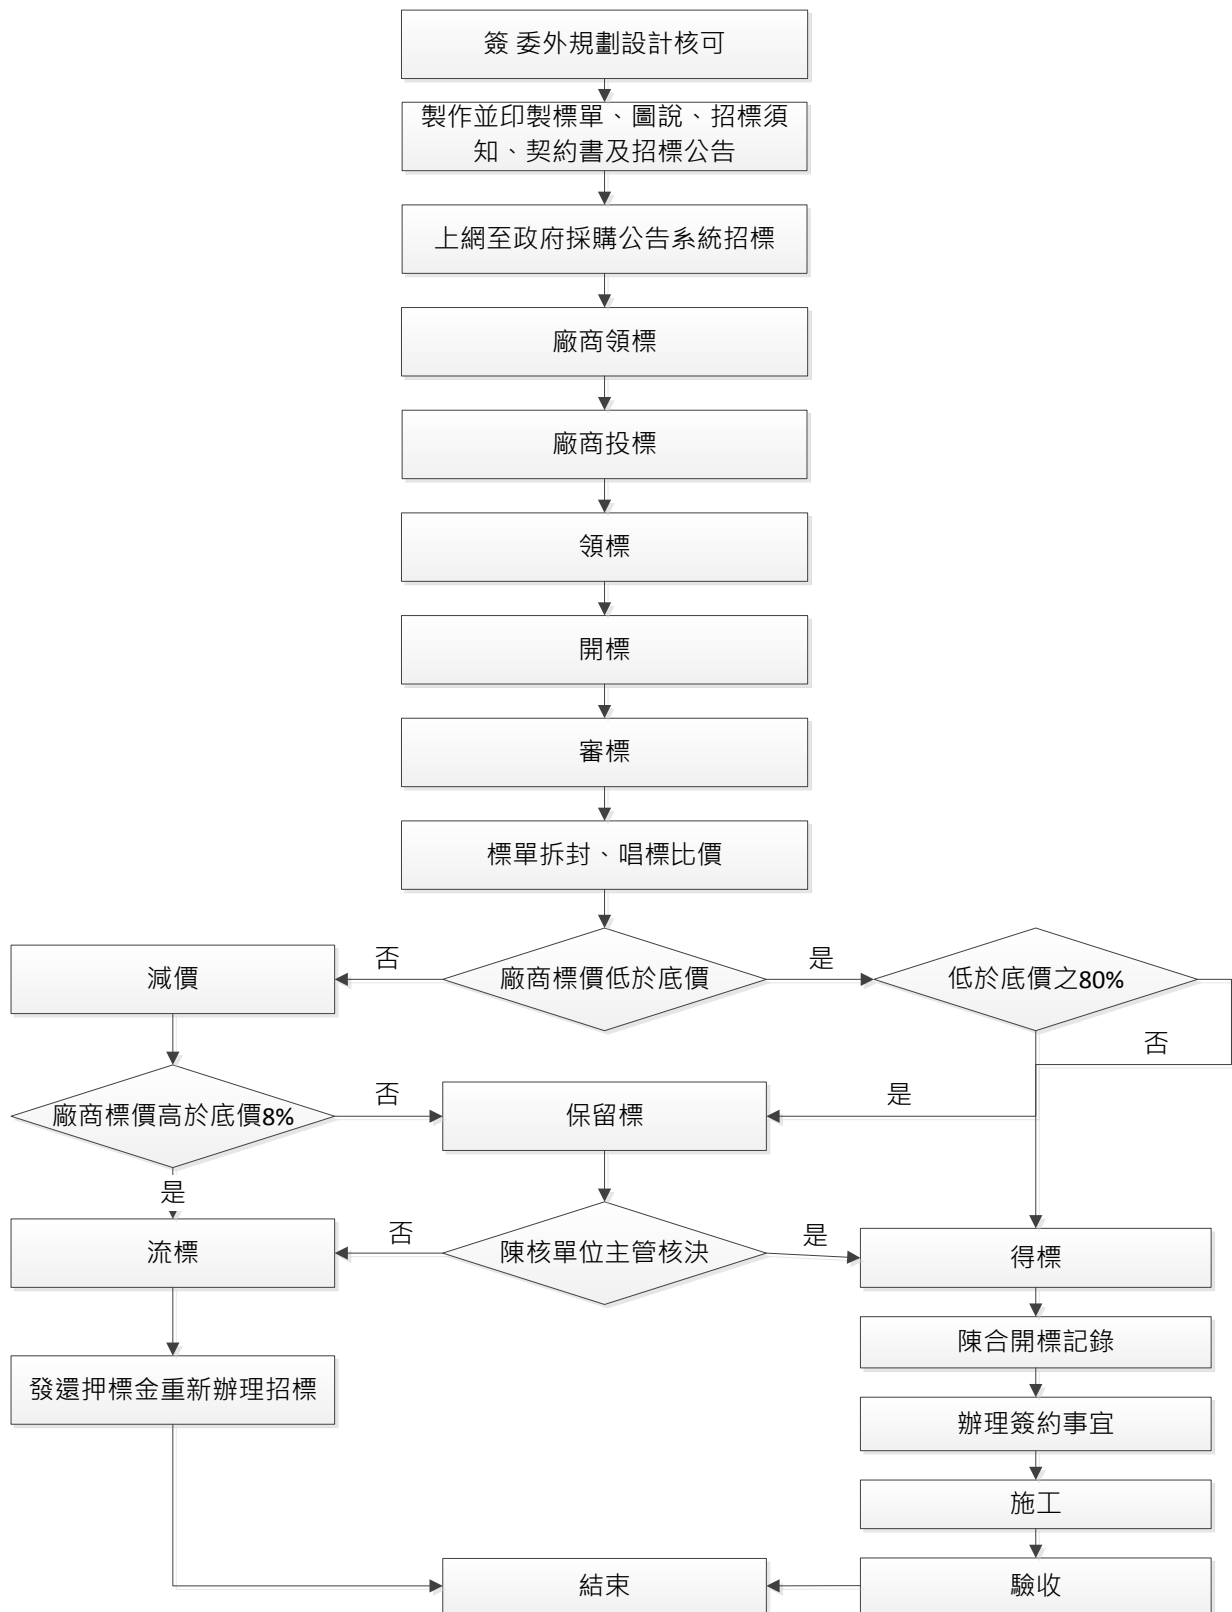 簽 委外規劃設計核可
製作並印製標單、圖說、招標須
知、契約書及招標公告
上網至政府採購公告系統招標
廠商領標
廠商投標
領標
開標
審標
標單拆封、唱標比價
減價
否
廠商標價低於底價
是
低於底價之80%
否
廠商標價高於底價8%
否
保留標
是
是
流標
否
陳核單位主管核決
是
得標
陳合開標記錄
發還押標金重新辦理招標
辦理簽約事宜
施工
結束
驗收